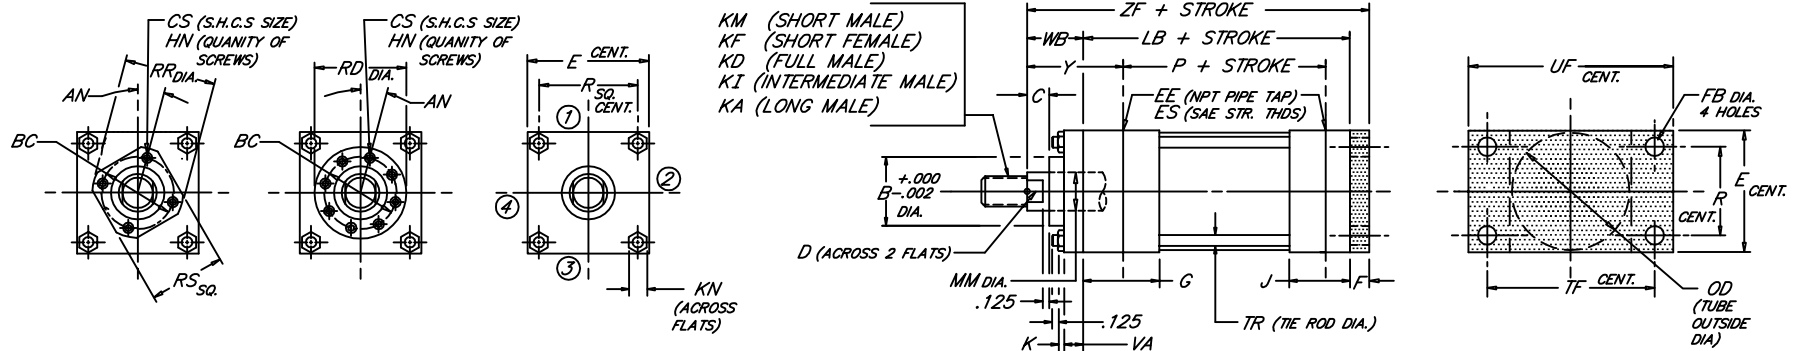 CS (S.H.C.S SIZE)
HN (QUANITY OF
SCREWS)
RR DIA.
AN
BC
RS SQ.
CS (S.H.C.S SIZE)
HN (QUANITY OF
SCREWS)
RD DIA.
AN
BC
E CENT.
R SQ. CENT.
1
2
3
4
KN
(ACROSS
FLATS)
KM (SHORT MALE)
KF (SHORT FEMALE)
KD (FULL MALE)
KI (INTERMEDIATE MALE)
KA (LONG MALE)
ZF + STROKE
WB
LB + STROKE
Y
P + STROKE
C
EE (NPT PIPE TAP)
ES (SAE STR. THDS)
B +.000
-.002
DIA.
D (ACROSS 2 FLATS)
MM DIA.
.125
.125
K
VA
G
J
F
TR (TIE ROD DIA.)
UF CENT.
FB DIA.
4 HOLES
E CENT.
R CENT.
TF CENT.
OD
(TUBE
OUTSIDE
DIA)